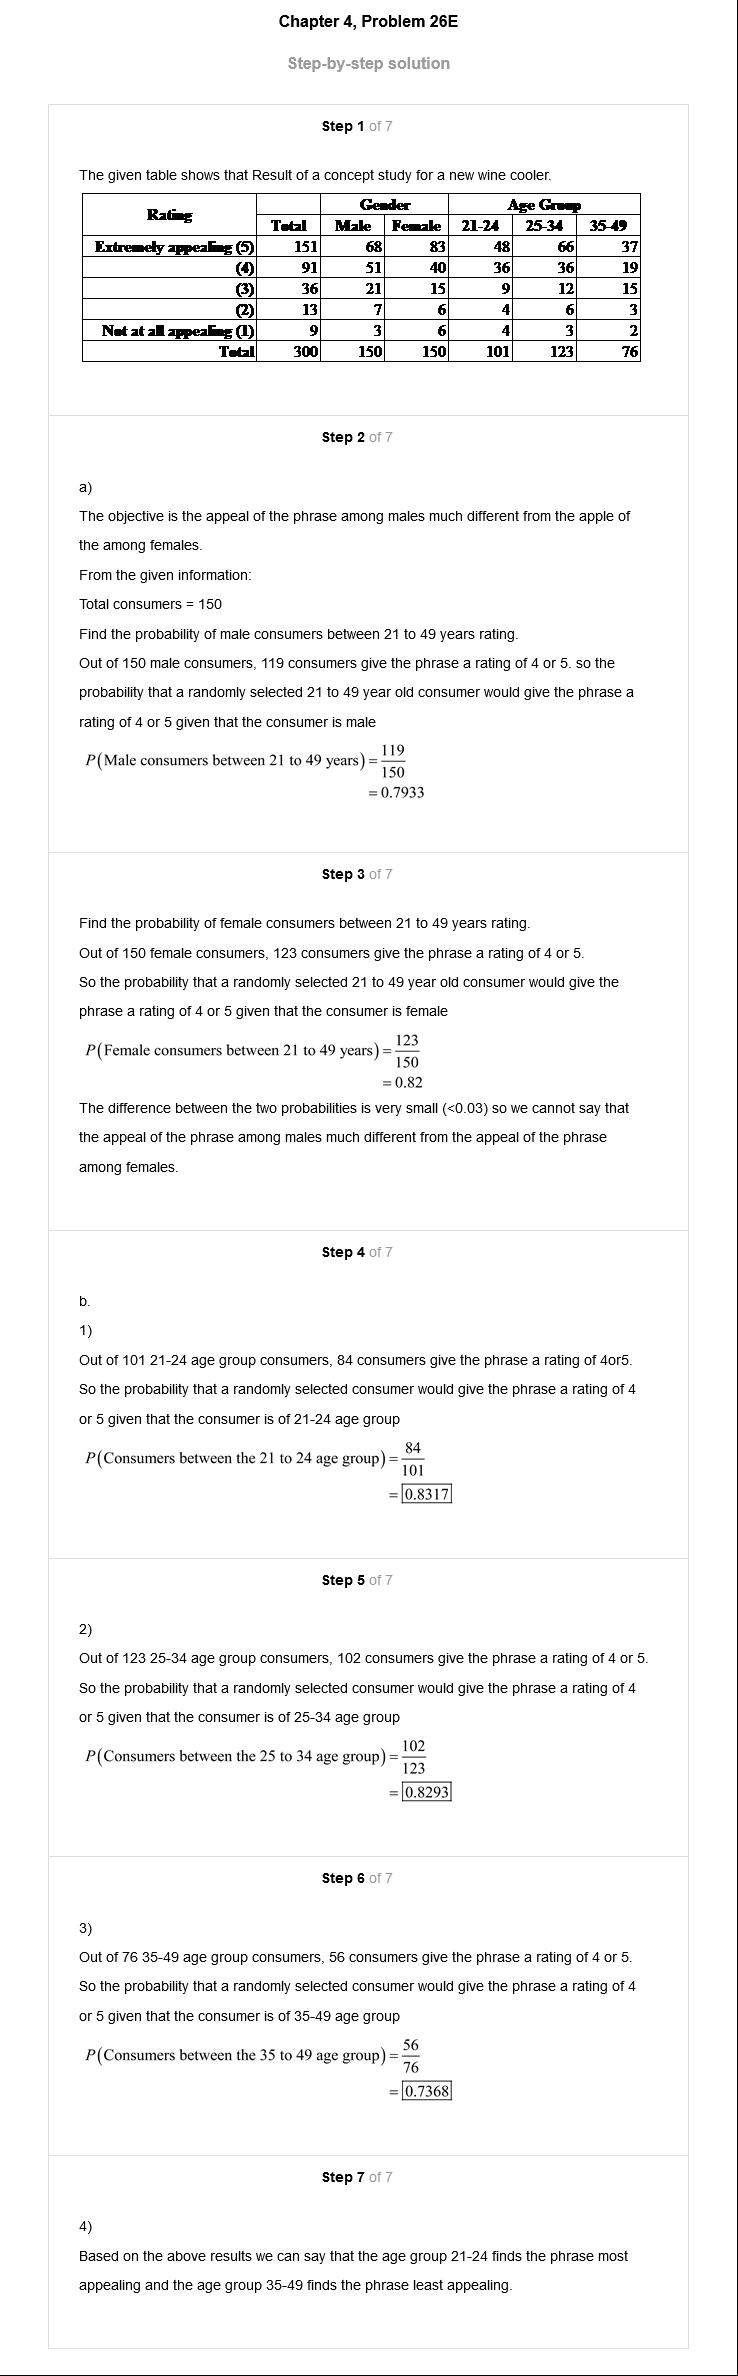 Chapter 4, Problem 26E
Step-by-step solution
Step 1 of 7
The given table shows that Result of a concept study for a new wine cooler.
Rating Gender Age Group
Total Male Female 21-24 25-34 35-49
Extremely appealing (5) 151 68 83 48 66 37
(4) 91 51 40 36 36 19
(3) 36 21 15 9 12 15
(2) 13 7 6 4 6 3
Not at all appealing (1) 9 3 6 4 3 2
Total 300 150 150 101 123 76
Step 2 of 7
a)
The objective is the appeal of the phrase among males much different from the apple of
the among females.
From the given information:
Total consumers = 150
Find the probability of male consumers between 21 to 49 years rating.
Out of 150 male consumers, 119 consumers give the phrase a rating of 4 or 5. so the
probability that a randomly selected 21 to 49 year old consumer would give the phrase a
rating of 4 or 5 given that the consumer is male
P(Male consumers between 21 to 49 years) = 119/150
= 0.7933
Step 3 of 7
Find the probability of female consumers between 21 to 49 years rating.
Out of 150 female consumers, 123 consumers give the phrase a rating of 4 or 5.
So the probability that a randomly selected 21 to 49 year old consumer would give the
phrase a rating of 4 or 5 given that the consumer is female
P(Female consumers between 21 to 49 years) = 123/150
= 0.82
The difference between the two probabilities is very small (<0.03) so we cannot say that
the appeal of the phrase among males much different from the appeal of the phrase
among females.
Step 4 of 7
b.
1)
Out of 101 21-24 age group consumers, 84 consumers give the phrase a rating of 4or5.
So the probability that a randomly selected consumer would give the phrase a rating of 4
or 5 given that the consumer is of 21-24 age group
P(Consumers between the 21 to 24 age group) = 84/101
= 0.8317
Step 5 of 7
2)
Out of 123 25-34 age group consumers, 102 consumers give the phrase a rating of 4 or 5.
So the probability that a randomly selected consumer would give the phrase a rating of 4
or 5 given that the consumer is of 25-34 age group
P(Consumers between the 25 to 34 age group) = 102/123
= 0.8293
Step 6 of 7
3)
Out of 76 35-49 age group consumers, 56 consumers give the phrase a rating of 4 or 5.
So the probability that a randomly selected consumer would give the phrase a rating of 4
or 5 given that the consumer is of 35-49 age group
P(Consumers between the 35 to 49 age group) = 56/76
= 0.7368
Step 7 of 7
4)
Based on the above results we can say that the age group 21-24 finds the phrase most
appealing and the age group 35-49 finds the phrase least appealing.